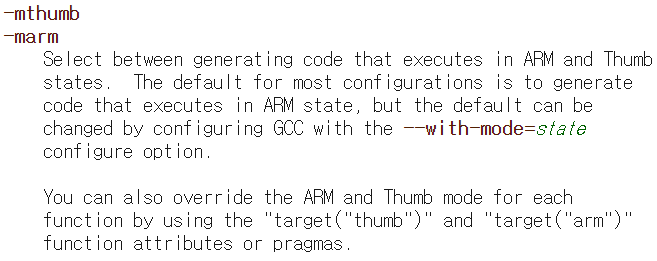 -mthumb
-marm
Select between generating code that executes in ARM and Thumb
states.  The default for most configurations is to generate
code that executes in ARM state, but the default can be
changed by configuring GCC with the --with-mode=state
configure option.

You can also override the ARM and Thumb mode for each
function by using the "target("thumb")" and "target("arm")"
function attributes or pragmas.